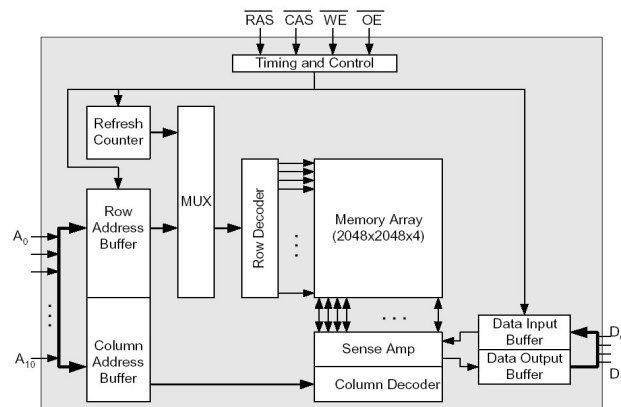 RAS CAS WE OE
Timing and Control
Refresh
Counter
MUX
Row Decoder
Memory Array
(2048x2048x4)
Row
Address
Buffer
A0
A10
Column
Address
Buffer
Sense Amp
Column Decoder
Data Input
Buffer
Data Output
Buffer
D
D